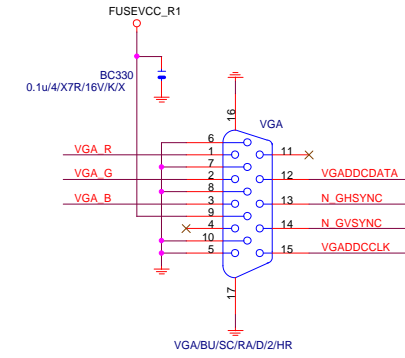 FUSEVCC_R1
BC330
0.1u/4/X7R/16V/K/X
16
VGA
6
VGA_R 1 11
7
VGA_G 2 12 VGADDCDATA
8
VGA_B 3 13 N_GHSYNC
9
4 14 N_GVSYNC
10
5 15 VGADDCCLK
17
VGA/BU/SC/RA/D/2/HR